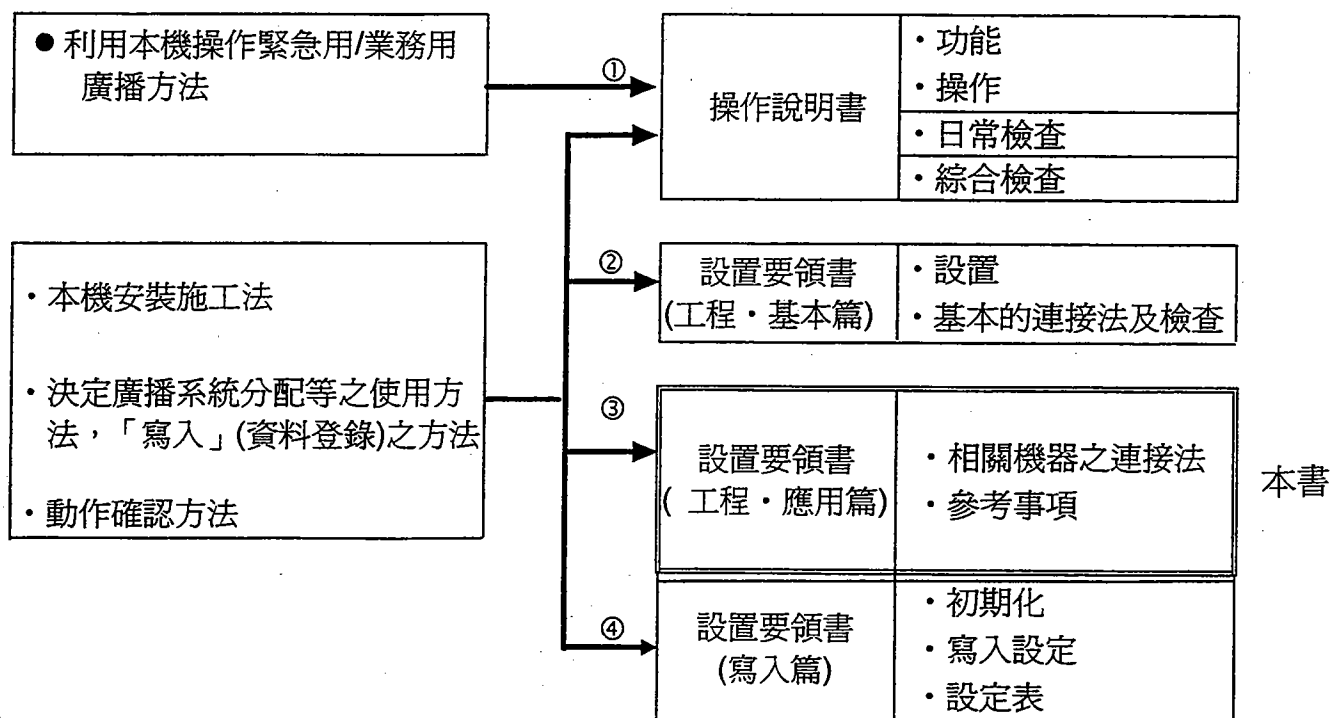 ● 利用本機操作緊急用/業務用
廣播方法
①
操作說明書
・功能
・操作
・日常檢查
・綜合檢查
・本機安裝施工法
・決定廣播系統分配等之使用方
法，「寫入」(資料登錄)之方法
・動作確認方法
②
設置要領書
(工程・基本篇)
・設置
・基本的連接法及檢查
③
設置要領書
( 工程・應用篇)
・相關機器之連接法
・參考事項
本書
④
設置要領書
(寫入篇)
・初期化
・寫入設定
・設定表